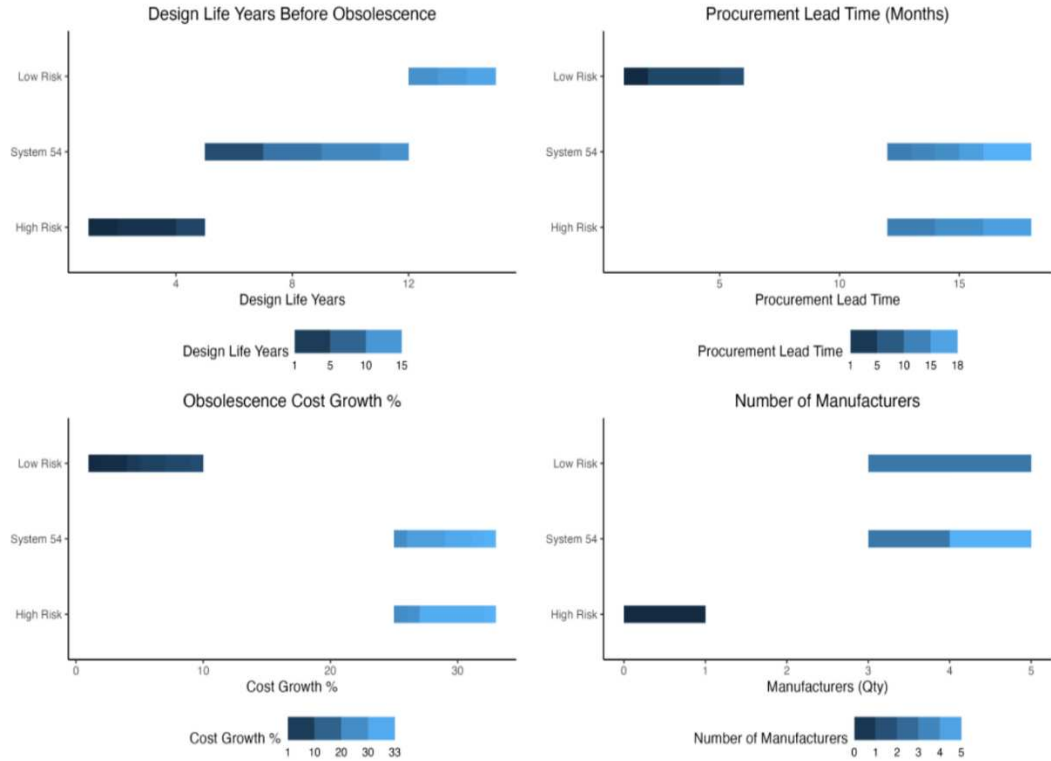 Design Life Years Before Obsolescence
Low Risk
System 54
High Risk
4 8 12
Design Life Years
Design Life Years
1 5 10 15
Procurement Lead Time (Months)
Low Risk
System 54
High Risk
5 10 15
Procurement Lead Time
Procurement Lead Time
1 5 10 15 18
Obsolescence Cost Growth %
Low Risk
System 54
High Risk
0 10 20 30
Cost Growth %
Cost Growth %
1 10 20 30 33
Number of Manufacturers
Low Risk
System 54
High Risk
0 1 2 3 4 5
Manufacturers (Qty)
Number of Manufacturers
0 1 2 3 4 5